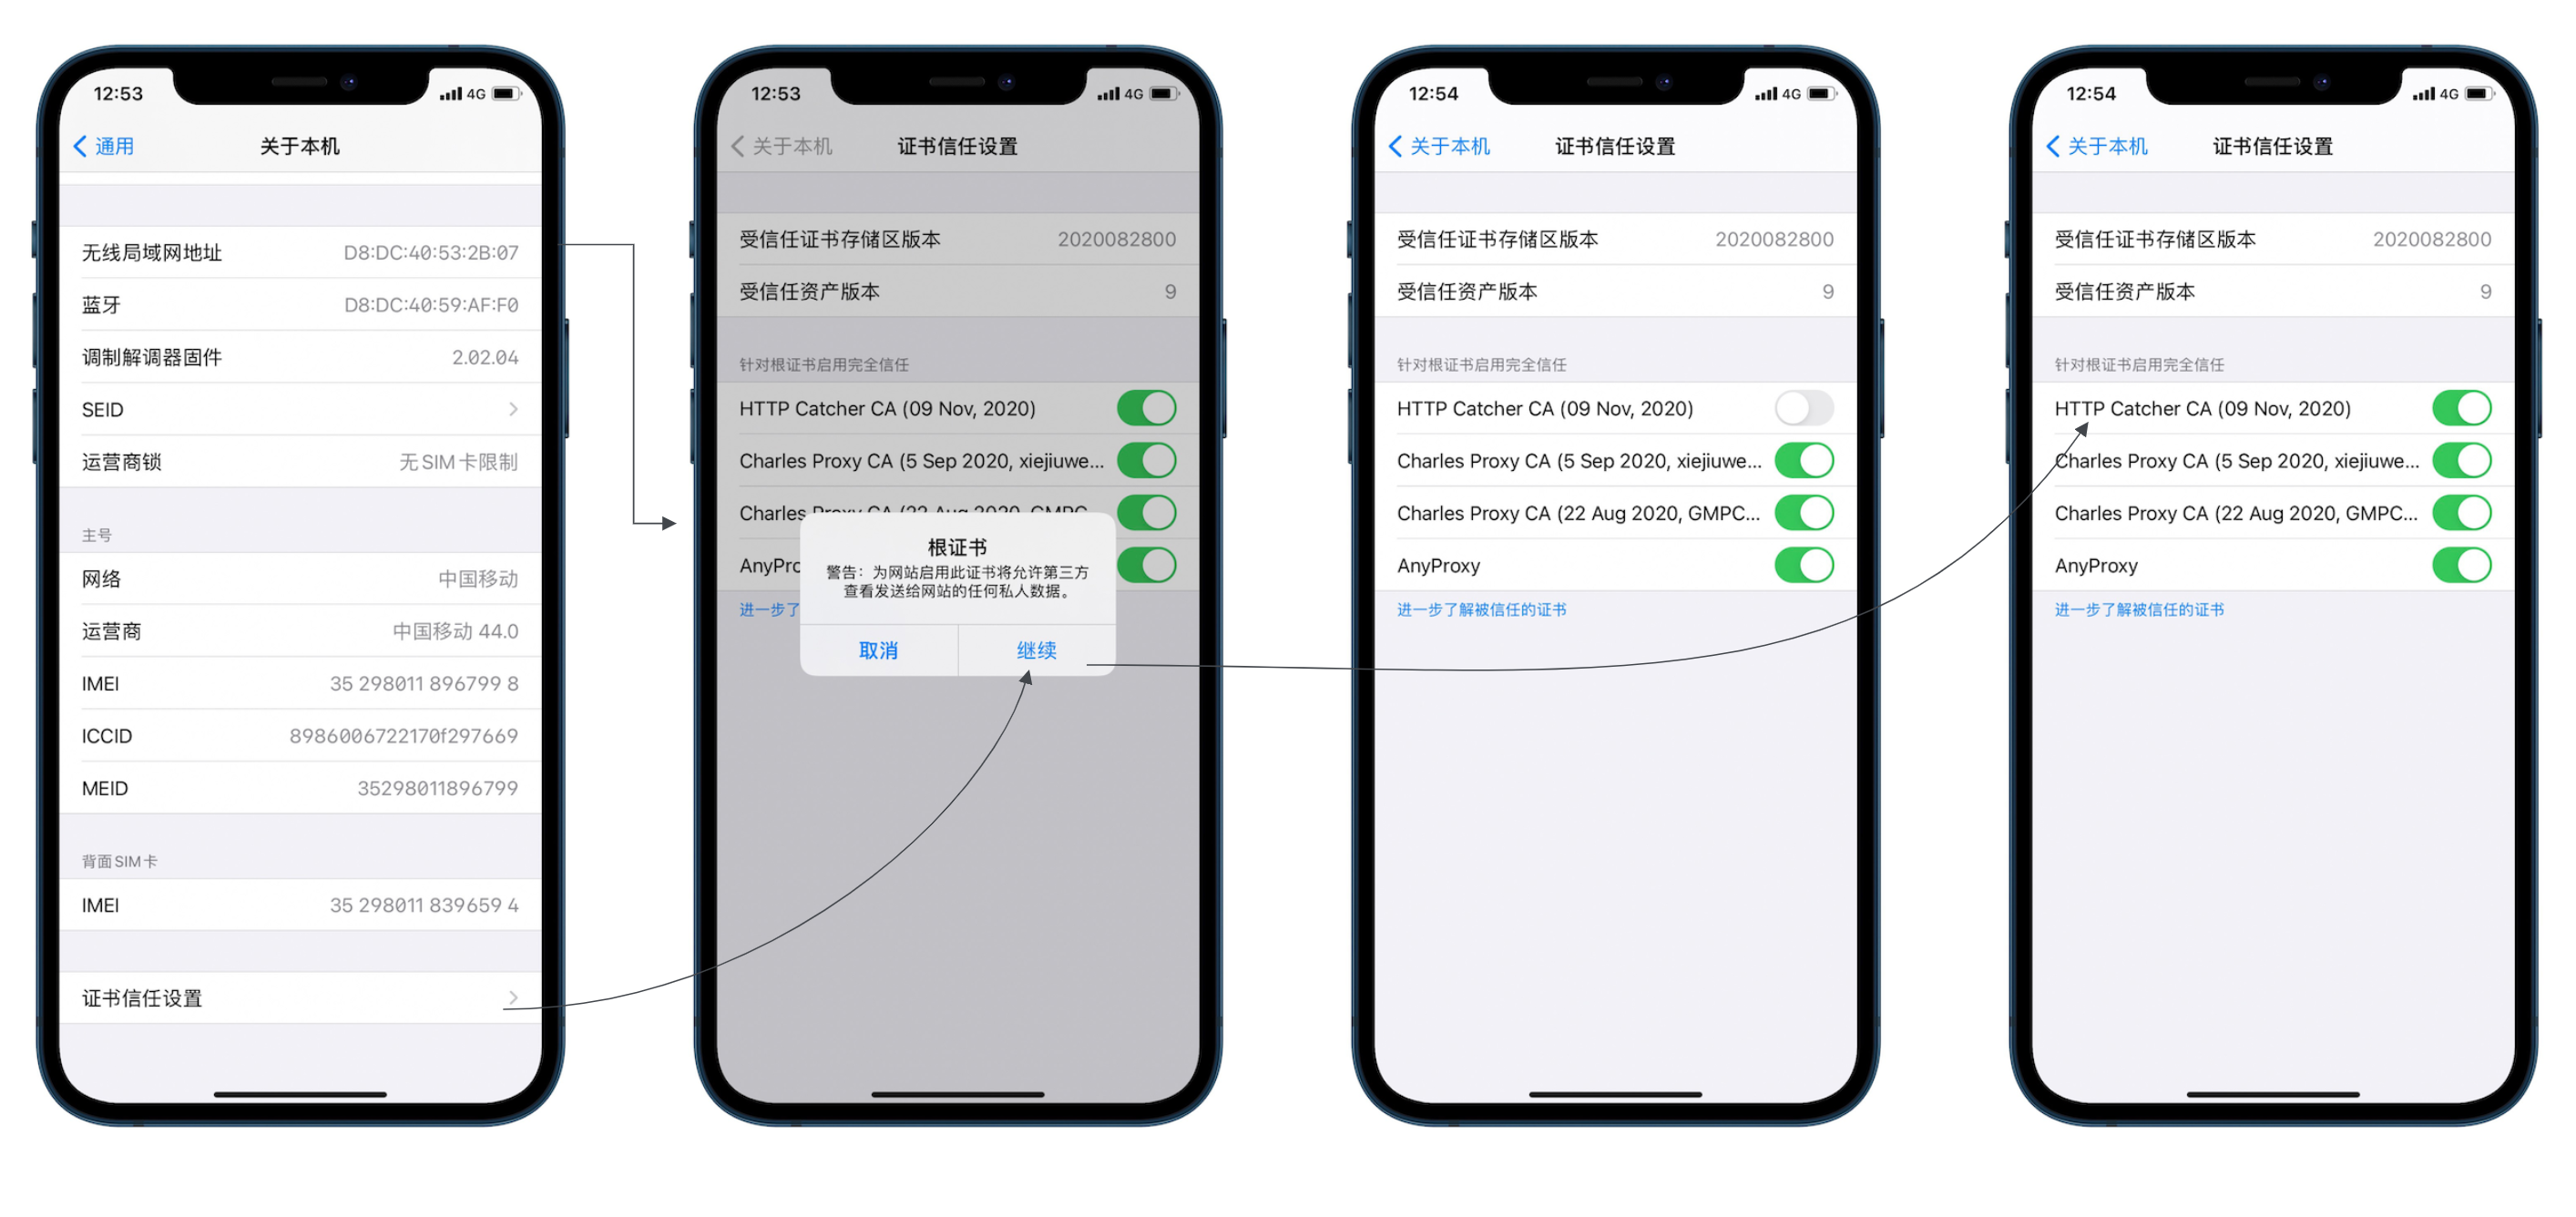 12:53
4G
通用
关于本机
无线局域网地址 D8:DC:40:53:2B:07
蓝牙 D8:DC:40:59:AF:F0
调制解调器固件 2.02.04
SEID
运营商锁 无SIM卡限制
主号
网络 中国移动
运营商 中国移动 44.0
IMEI 35 298011 896799 8
ICCID 8986006722170f297669
MEID 35298011896799
背面SIM卡
IMEI 35 298011 839659 4
证书信任设置
12:53
4G
关于本机
证书信任设置
受信任证书存储区版本 2020082800
受信任资产版本 9
针对根证书启用完全信任
HTTP Catcher CA (09 Nov, 2020)
Charles Proxy CA (5 Sep 2020, xiejiuwe...
Charles Proxy CA (22 Aug 2020, GMPC...
AnyPro
进一步了
根证书
警告：为网站启用此证书将允许第三方
查看发送给网站的任何私人数据。
取消
继续
12:54
4G
关于本机
证书信任设置
受信任证书存储区版本 2020082800
受信任资产版本 9
针对根证书启用完全信任
HTTP Catcher CA (09 Nov, 2020)
Charles Proxy CA (5 Sep 2020, xiejiuwe...
Charles Proxy CA (22 Aug 2020, GMPC...
AnyProxy
进一步了解被信任的证书
12:54
4G
关于本机
证书信任设置
受信任证书存储区版本 2020082800
受信任资产版本 9
针对根证书启用完全信任
HTTP Catcher CA (09 Nov, 2020)
Charles Proxy CA (5 Sep 2020, xiejiuwe...
Charles Proxy CA (22 Aug 2020, GMPC...
AnyProxy
进一步了解被信任的证书